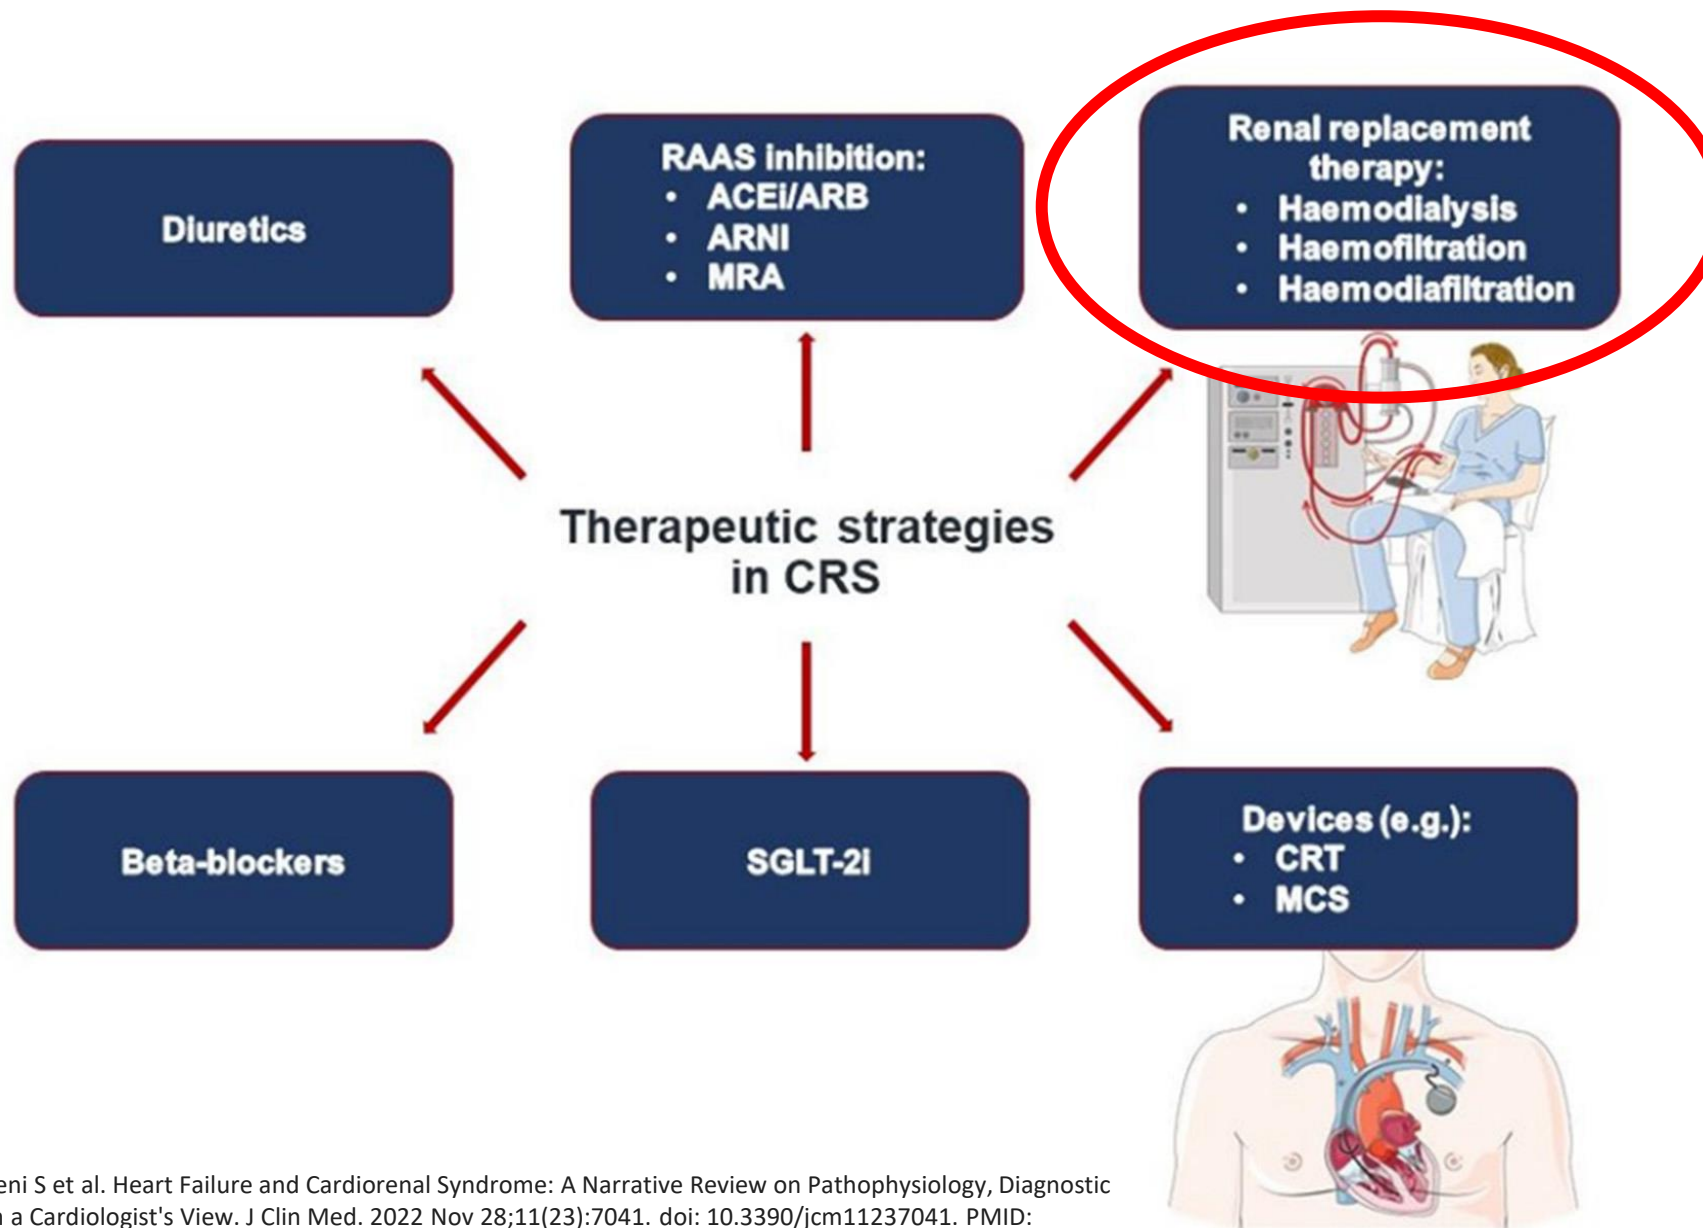 Diuretics
RAAS inhibition:
• ACEi/ARB
• ARNI
• MRA
Renal replacement
therapy:
• Haemodialysis
• Haemofiltration
• Haemodiafiltration
Therapeutic strategies
in CRS
Beta-blockers
SGLT-2i
Devices (e.g.):
• CRT
• MCS
eni S et al. Heart Failure and Cardiorenal Syndrome: A Narrative Review on Pathophysiology, Diagnostic
a Cardiologist's View. J Clin Med. 2022 Nov 28;11(23):7041. doi: 10.3390/jcm11237041. PMID: